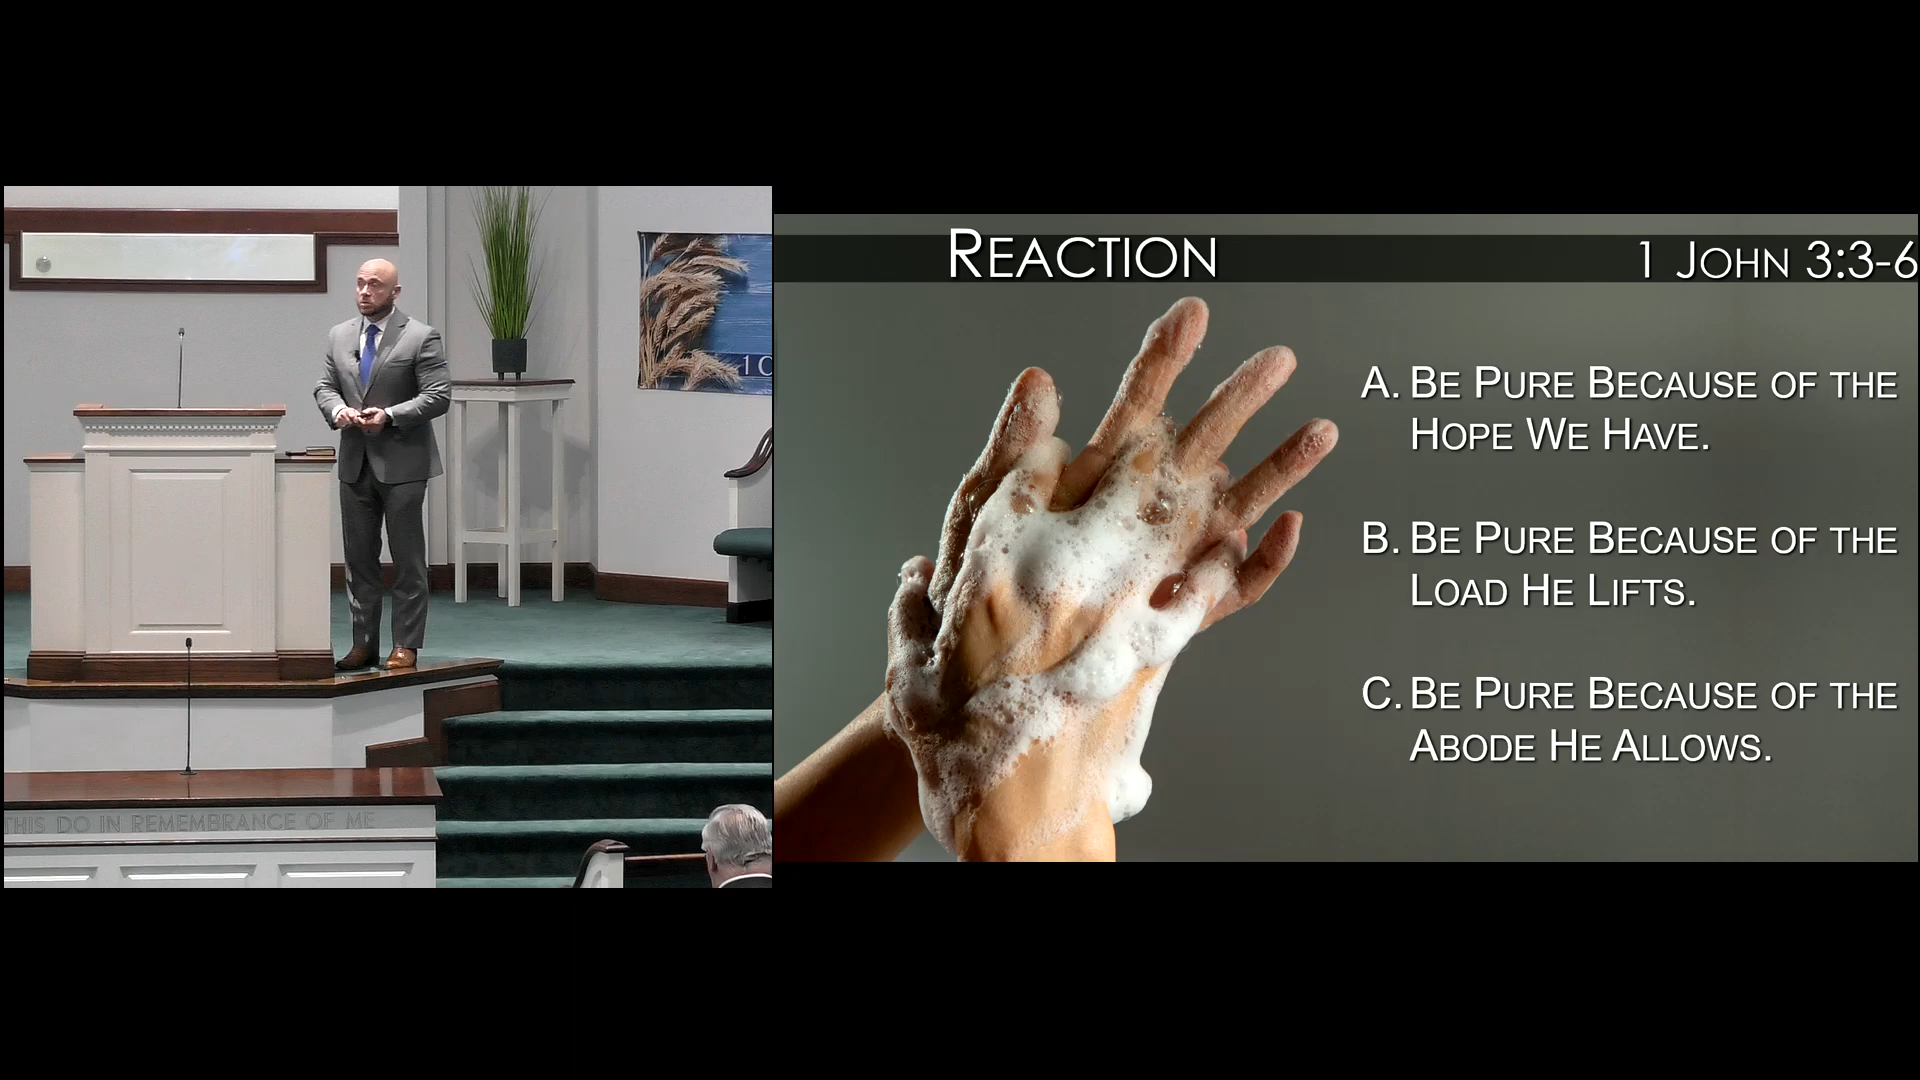 10
THIS DO IN REMEMBRANCE OF ME
REACTION
1 JOHN 3:3-6
A. BE PURE BECAUSE OF THE
HOPE WE HAVE.
B. BE PURE BECAUSE OF THE
LOAD HE LIFTS.
C. BE PURE BECAUSE OF THE
ABODE HE ALLOWS.